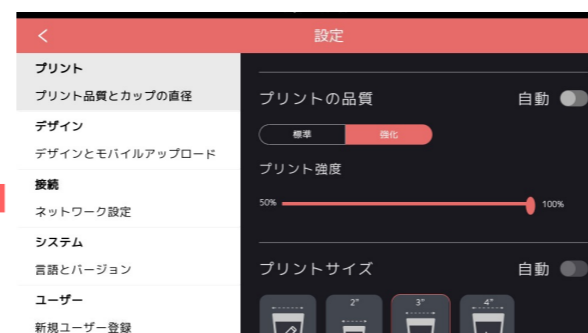 設定
プリント
プリント品質とカップの直径
デザイン
デザインとモバイルアップロード
接続
ネットワーク設定
システム
言語とバージョン
ユーザー
新規ユーザー登録
プリントの品質 自動
標準 強化
プリント強度
50% 100%
プリントサイズ 自動
2" 3" 4"